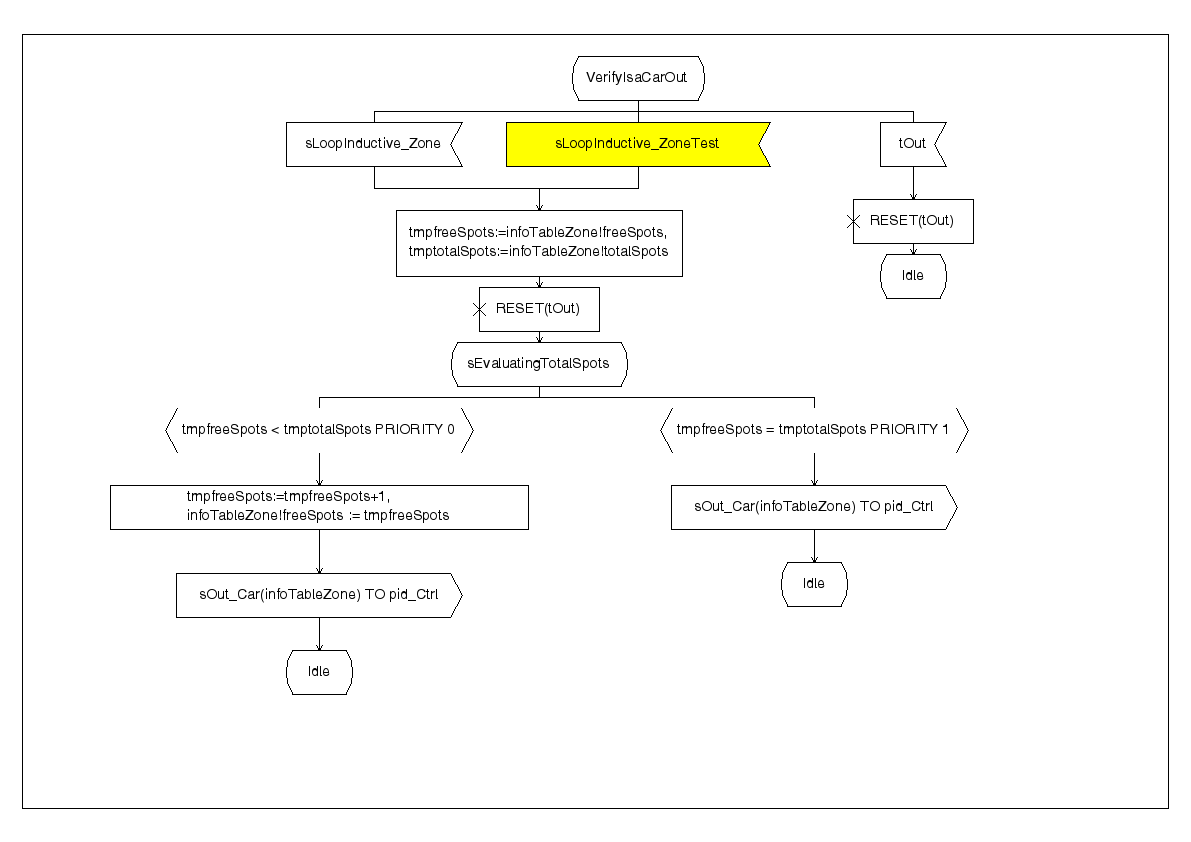 VerifyIsaCarOut
sLoopInductive_Zone
sLoopInductive_ZoneTest
tOut
tmpfreeSpots:=infoTableZone!freeSpots,
tmptotalSpots:=infoTableZone!totalSpots
RESET(tOut)
Idle
RESET(tOut)
sEvaluatingTotalSpots
tmpfreeSpots < tmptotalSpots PRIORITY 0
tmpfreeSpots = tmptotalSpots PRIORITY 1
tmpfreeSpots:=tmpfreeSpots+1,
infoTableZone!freeSpots := tmpfreeSpots
sOut_Car(infoTableZone) TO pid_Ctrl
Idle
sOut_Car(infoTableZone) TO pid_Ctrl
Idle